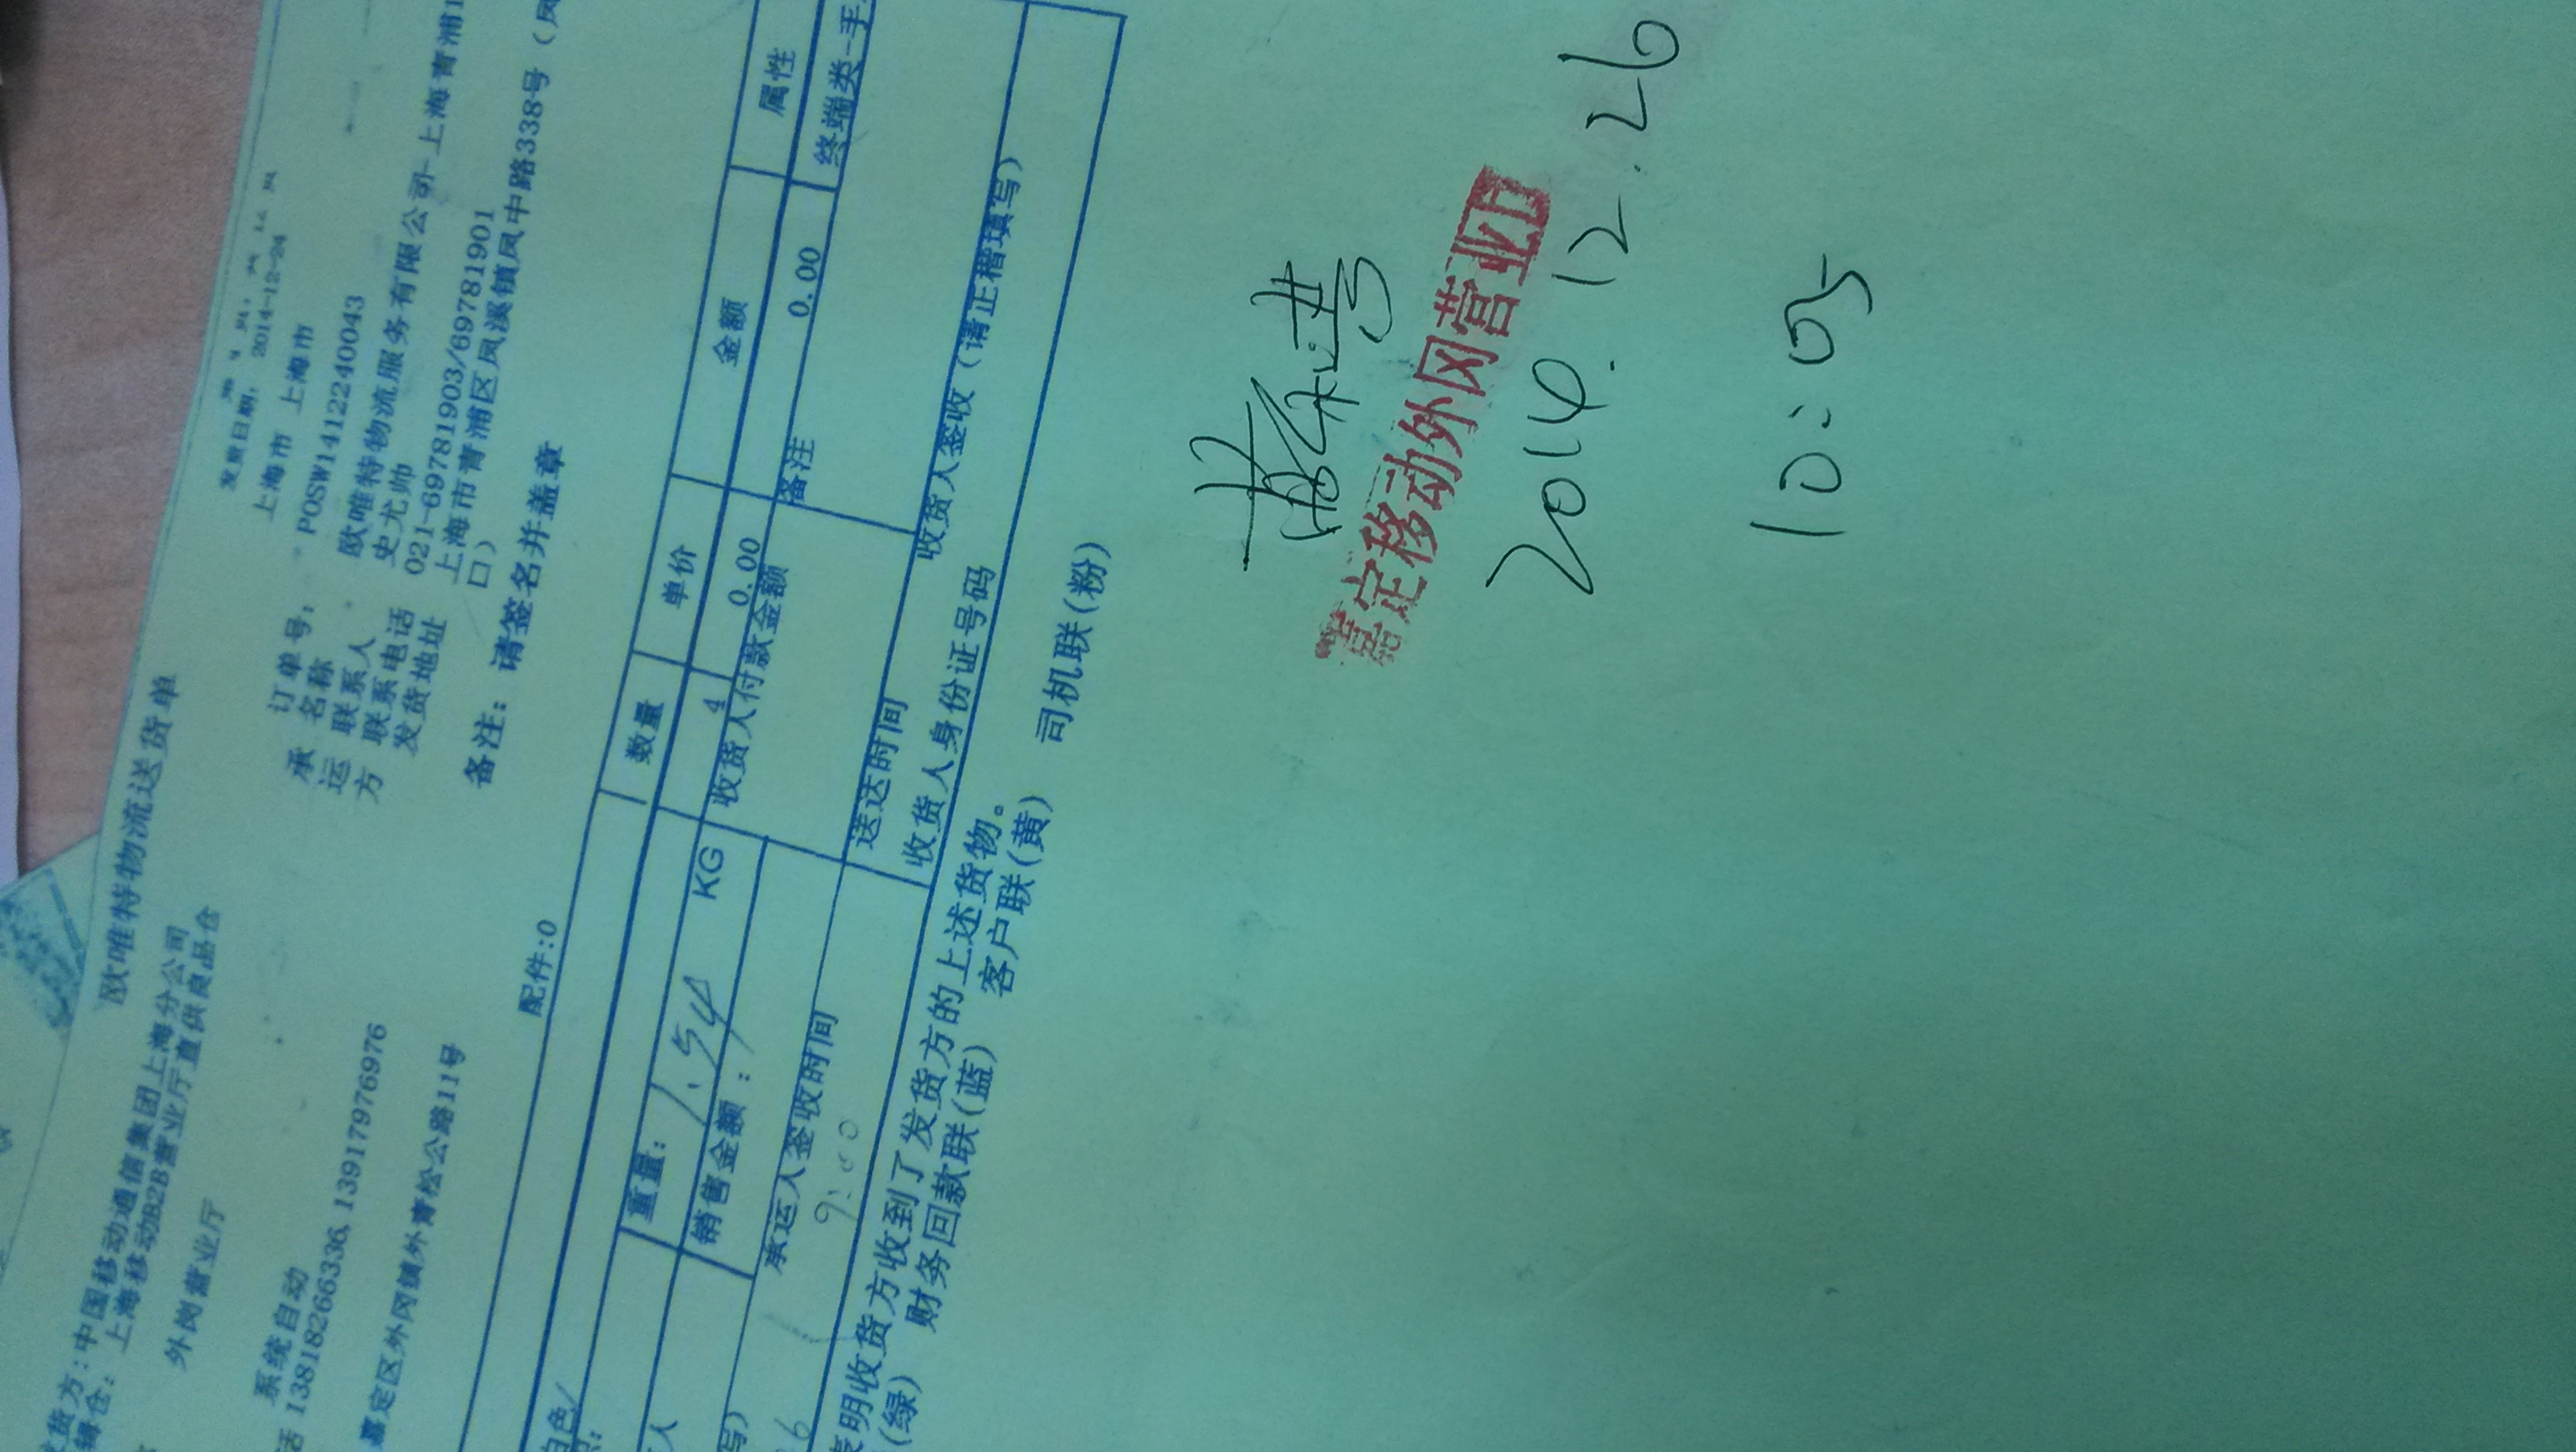 欧唯特物流送货单
发货方：中国移动通信集团上海分公司
辑仓：上海移动B2B营业厅直供良品仓
外岗营业厅
系统自动
话 13818266336, 13917976976
嘉定区外冈镇外青松公路111号
发货日期： 2014-12-24
上海市 上海市
订单号： POSW1412240043
承运方
名称 欧唯特物流服务有限公司-上海青浦
联系人 史尤帅
联系电话 021-69781903/69781901
发货地址 上海市青浦区凤溪镇凤中路338号（凤
口）
备注：请签名并盖章
配件:0
数量 单价 金额 属性
4 0.00 0.00 终端类-手
重量： 1.54 KG 收货人付款金额 备注
销售金额：
承运人签收时间 送达时间 收货人签收（请正楷填写）
9:00
收货人身份证号码
表明收货方收到了发货方的上述货物。
(绿) 财务回款联(蓝) 客户联(黄) 司机联(粉)
嘉定移动外冈营业厅
2014.12.26
10:05